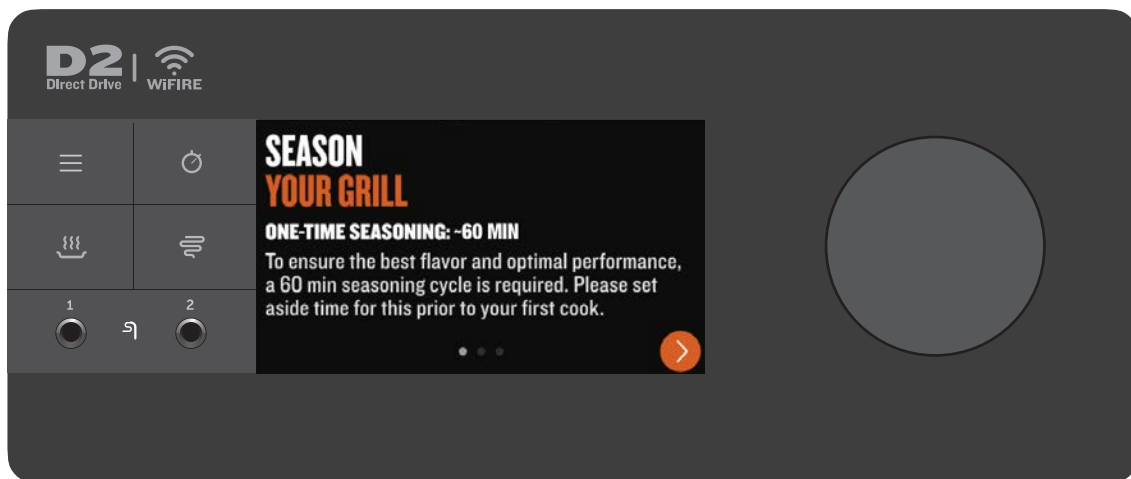 D2
Direct Drive
WiFIRE
SEASON
YOUR GRILL
ONE-TIME SEASONING: ~60 MIN
To ensure the best flavor and optimal performance,
a 60 min seasoning cycle is required. Please set
aside time for this prior to your first cook.
1
2